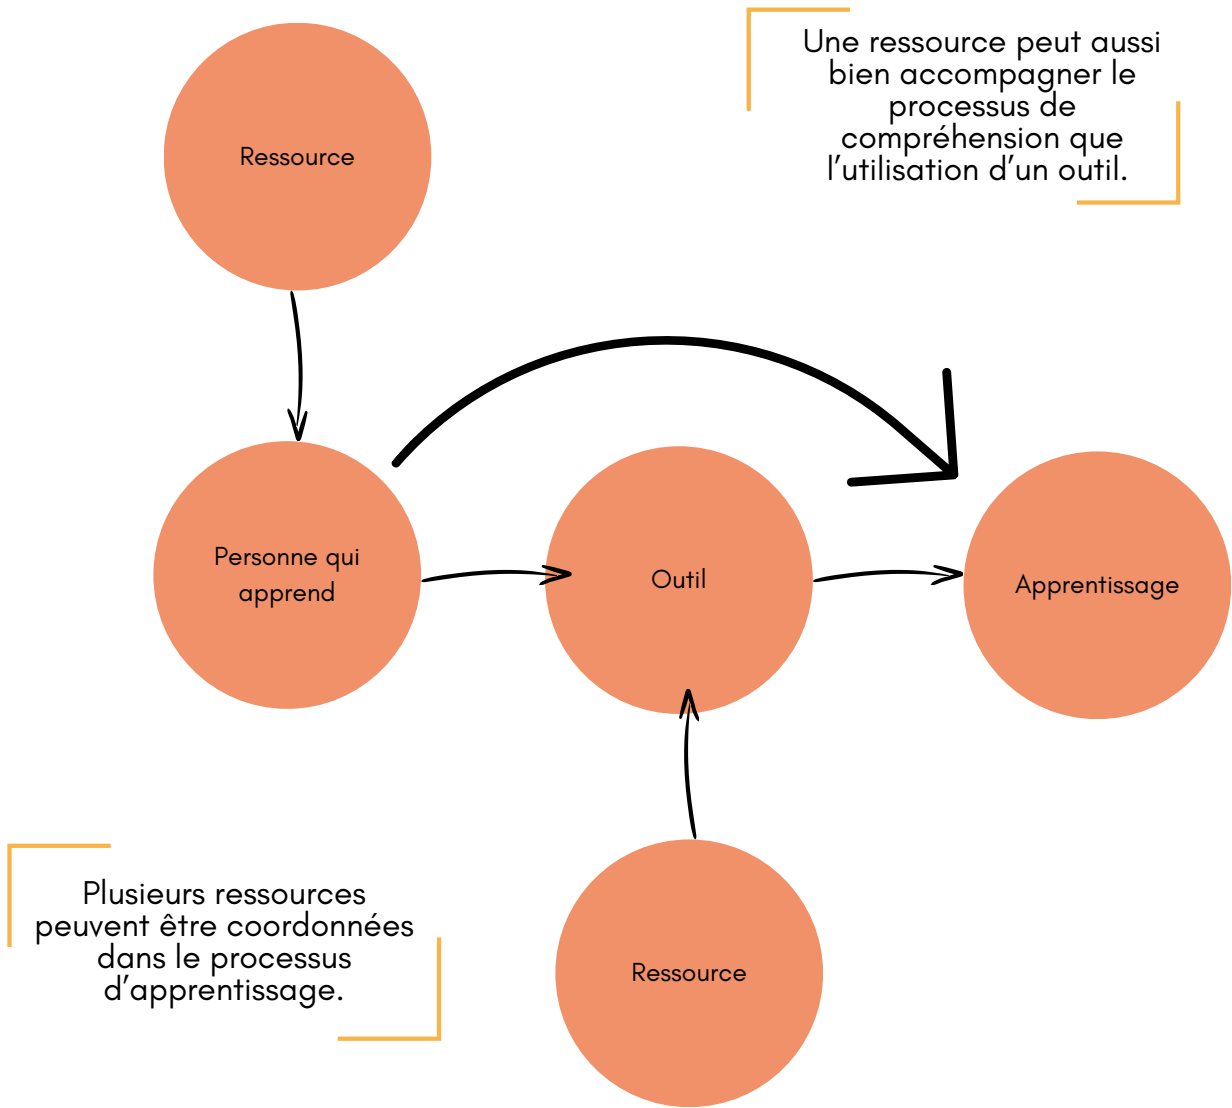 Une ressource peut aussi
bien accompagner le
processus de
compréhension que
l'utilisation d'un outil.
Ressource
Personne qui
apprend
Outil
Apprentissage
Plusieurs ressources
peuvent être coordonnées
dans le processus
d'apprentissage.
Ressource